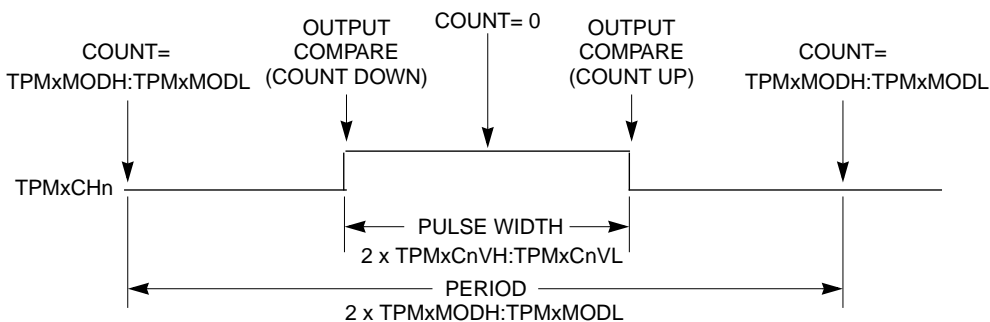 COUNT=
TPMxMODH:TPMxMODL
OUTPUT
COMPARE
(COUNT DOWN)
COUNT= 0
OUTPUT
COMPARE
(COUNT UP)
COUNT=
TPMxMODH:TPMxMODL
TPMxCHn
PULSE WIDTH
2 x TPMxCnVH:TPMxCnVL
PERIOD
2 x TPMxMODH:TPMxMODL